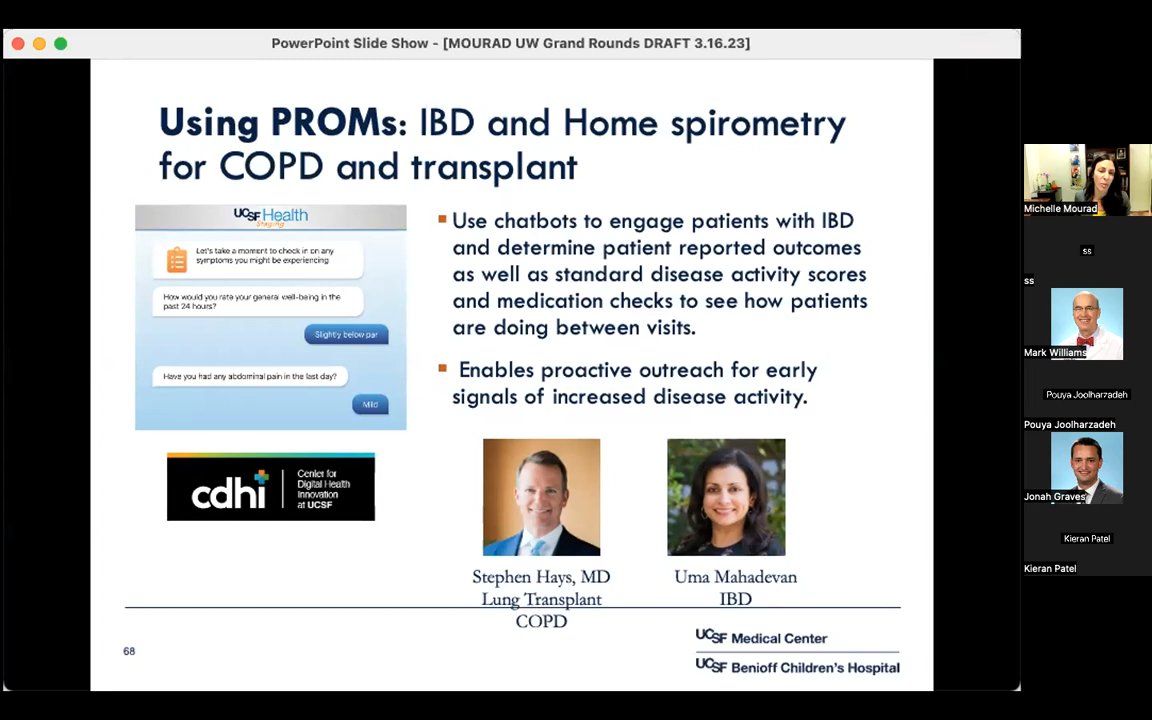 PowerPoint Slide Show - [MOURAD UW Grand Rounds DRAFT 3.16.23]
Using PROMs: IBD and Home spirometry
for COPD and transplant
UCSF Health
Staging
Let's take a moment to check in on any
symptoms you might be experiencing
How would you rate your general well-being in the
past 24 hours?
Slightly below par
Have you had any abdominal pain in the last day?
Mild
Use chatbots to engage patients with IBD
and determine patient reported outcomes
as well as standard disease activity scores
and medication checks to see how patients
are doing between visits.
Enables proactive outreach for early
signals of increased disease activity.
cdhi
Center for
Digital Health
Innovation
at UCSF
Stephen Hays, MD
Lung Transplant
COPD
Uma Mahadevan
IBD
68
UCSF Medical Center
UCSF Benioff Children's Hospital
Michelle Mourad
ss
ss
Mark Williams
Pouya Joolharzadeh
Pouya Joolharzadeh
Jonah Graves
Kieran Patel
Kieran Patel